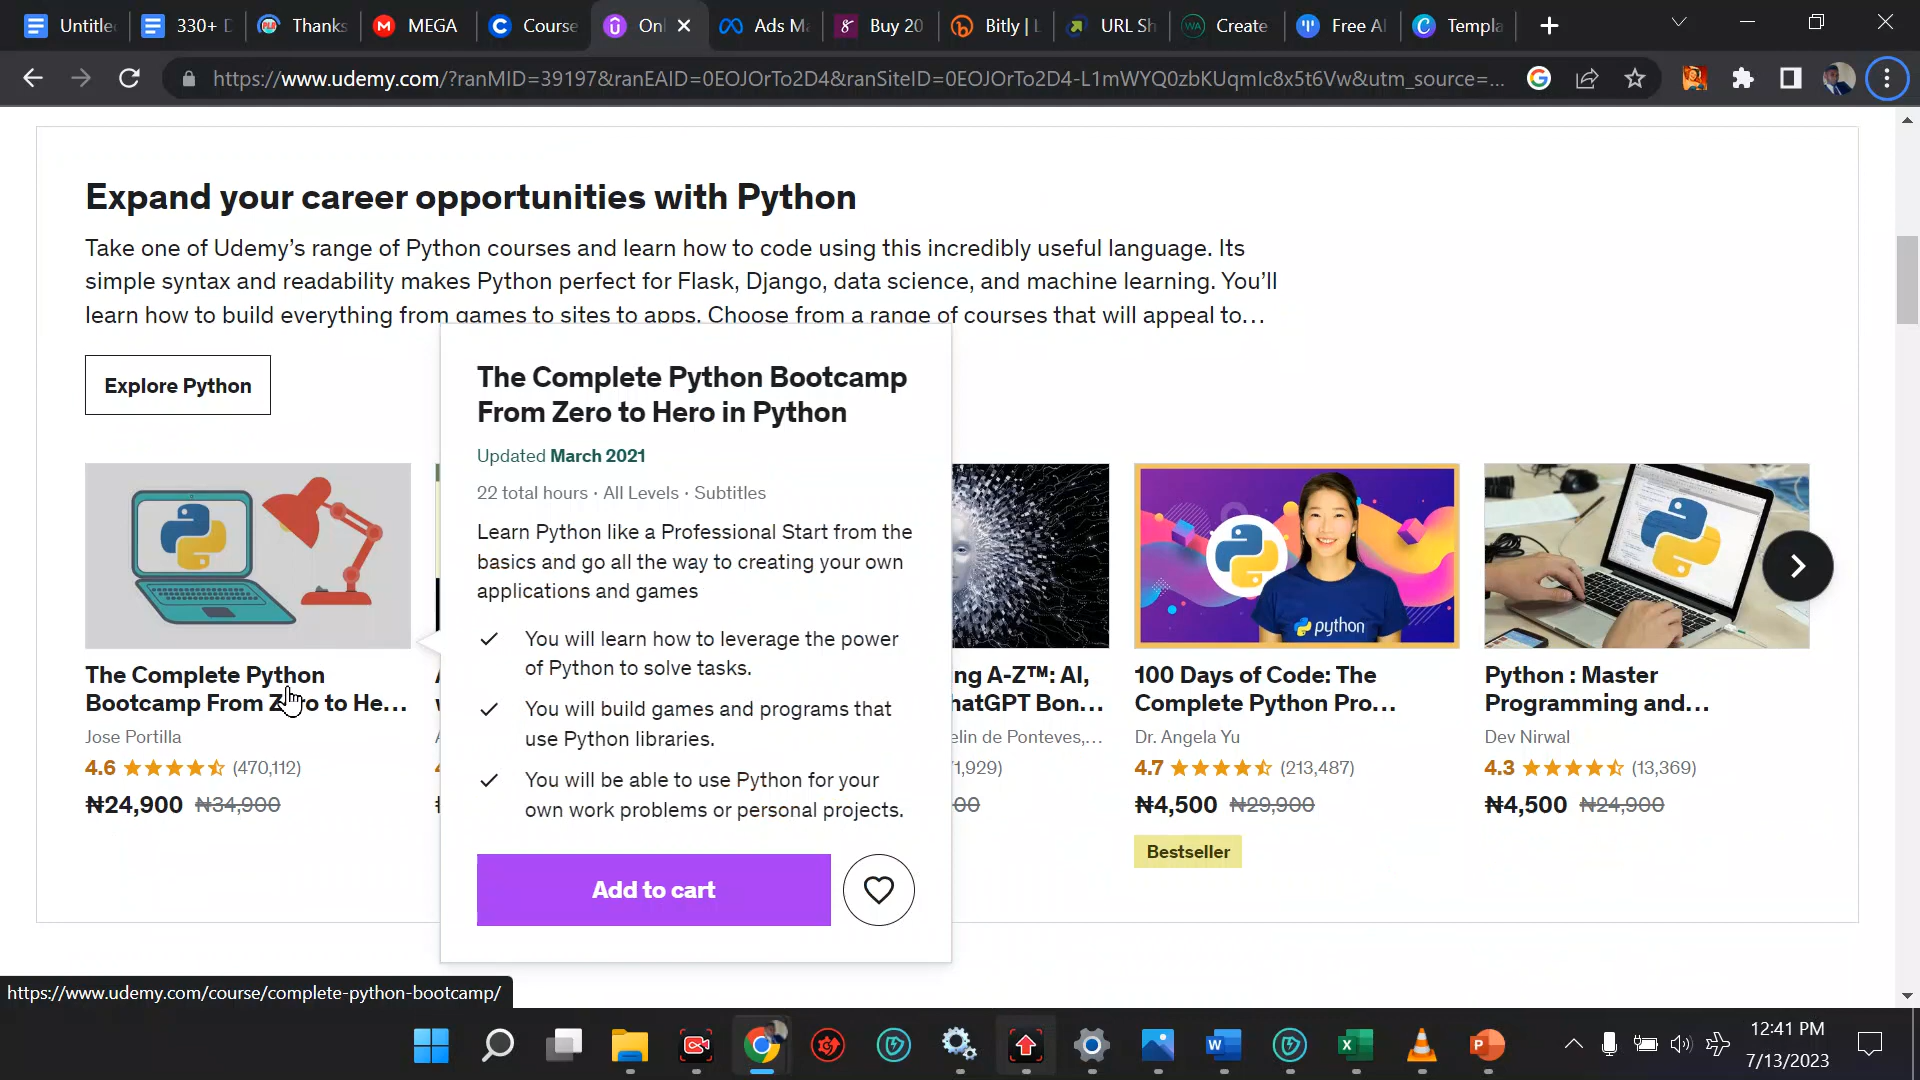 Untitle
330+ D
Thanks
MEGA
Course
Onl
Ads Ma
Buy 20
Bitly | L
URL Sh
Create
Free AI
Templa
https://www.udemy.com/?ranMID=39197&ranEAID=0EOJOrTo2D4&ranSiteID=0EOJOrTo2D4-L1mWYQ0zbKUqmIc8x5t6Vw&utm_source=...
Expand your career opportunities with Python
Take one of Udemy’s range of Python courses and learn how to code using this incredibly useful language. Its
simple syntax and readability makes Python perfect for Flask, Django, data science, and machine learning. You’ll
learn how to build everything from games to sites to apps. Choose from a range of courses that will appeal to...
Explore Python
The Complete Python Bootcamp
From Zero to Hero in Python
Updated March 2021
22 total hours · All Levels · Subtitles
Learn Python like a Professional Start from the
basics and go all the way to creating your own
applications and games
You will learn how to leverage the power
of Python to solve tasks.
You will build games and programs that
use Python libraries.
You will be able to use Python for your
own work problems or personal projects.
Add to cart
The Complete Python
Bootcamp From Zero to He...
Jose Portilla
4.6 (470,112)
₦24,900 ₦34,900
ng A-Z™: AI,
hatGPT Bon...
elin de Ponteves,...
1,929)
00
python
100 Days of Code: The
Complete Python Pro...
Dr. Angela Yu
4.7 (213,487)
₦4,500 ₦29,900
Bestseller
Python : Master
Programming and...
Dev Nirwal
4.3 (13,369)
₦4,500 ₦24,900
https://www.udemy.com/course/complete-python-bootcamp/
12:41 PM
7/13/2023